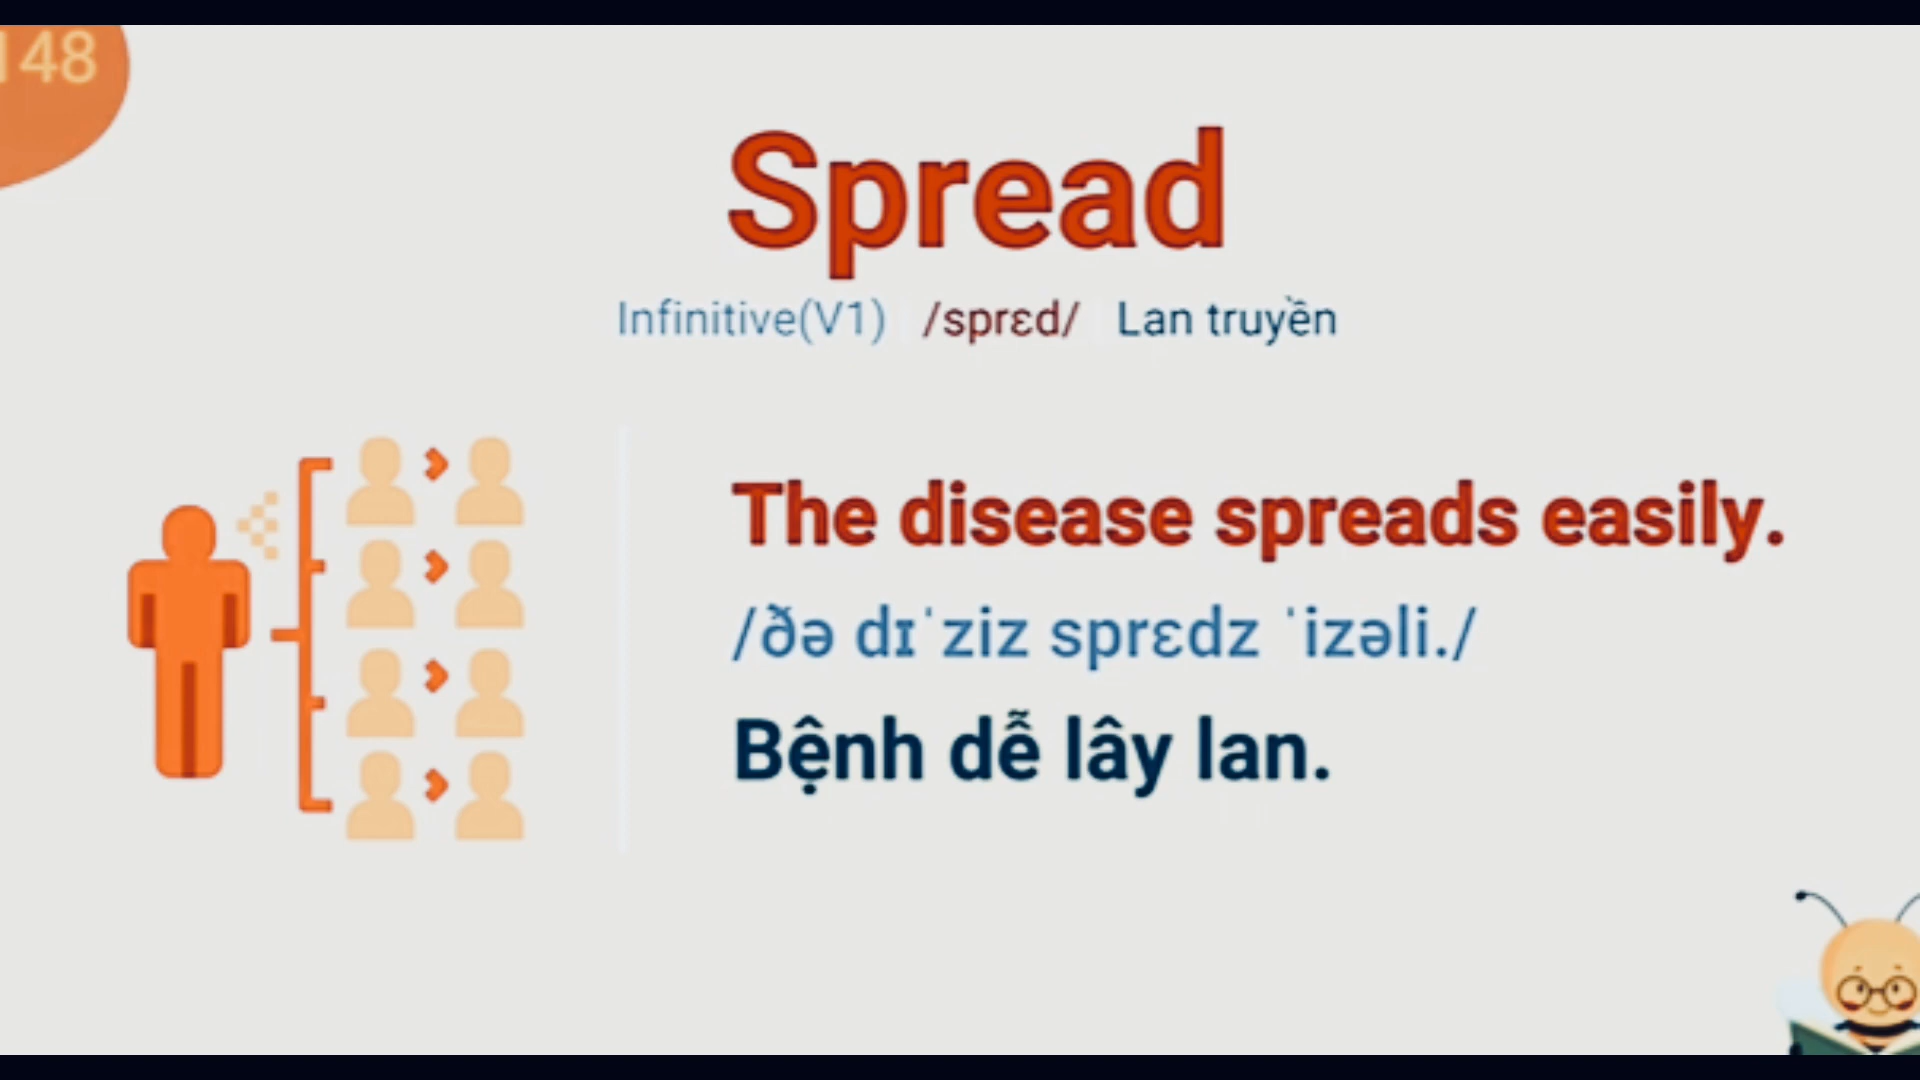 148
Spread
Infinitive(V1) /sprɛd/ Lan truyền
The disease spreads easily.
/ðə dɪˈziz sprɛdz ˈizəli./
Bệnh dễ lây lan.